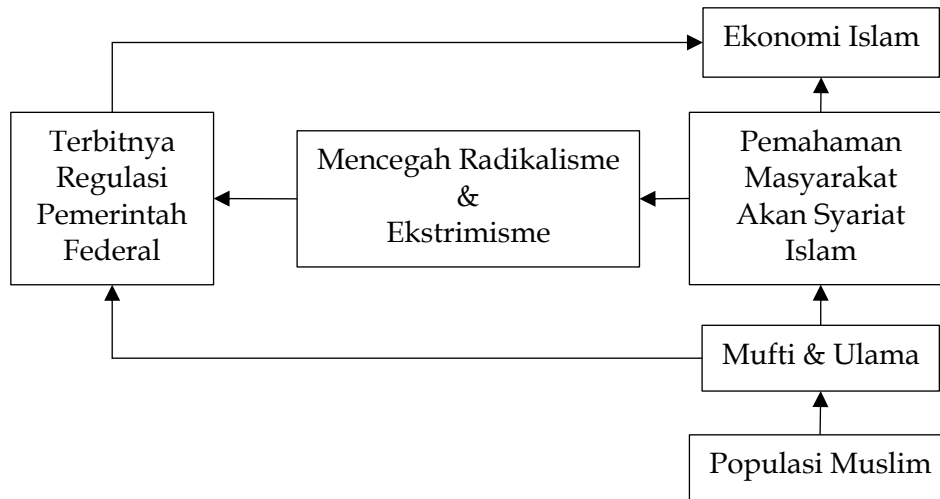 Ekonomi Islam
Terbitnya
Regulasi
Pemerintah
Federal
Mencegah Radikalisme
&
Ekstrimisme
Pemahaman
Masyarakat
Akan Syariat
Islam
Mufti & Ulama
Populasi Muslim